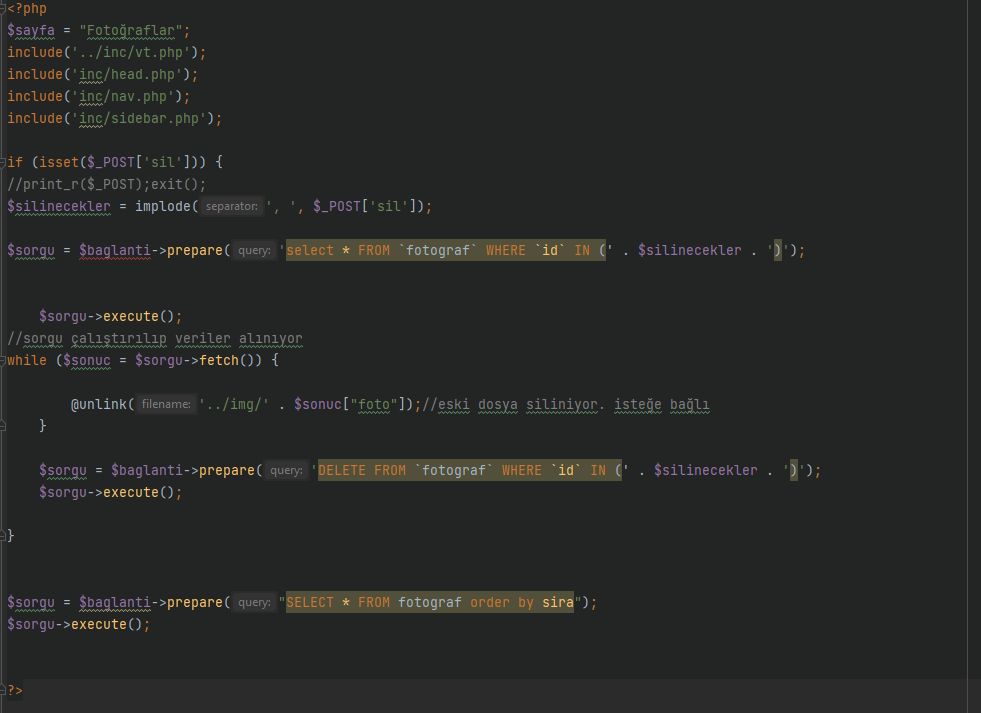 <?php
$sayfa = "Fotoğraflar";
include('../inc/vt.php');
include('inc/head.php');
include('inc/nav.php');
include('inc/sidebar.php');
if (isset($_POST['sil'])) {
//print_r($_POST);exit();
$silinecekler = implode( separator: ', ', $_POST['sil']);
$sorgu = $baglanti->prepare( query: 'select * FROM `fotograf` WHERE `id` IN (' . $silinecekler . ')');
$sorgu->execute();
//sorgu çalıştırılıp veriler alınıyor
while ($sonuc = $sorgu->fetch()) {
@unlink( filename: '../img/' . $sonuc["foto"]);//eski dosya siliniyor. isteğe bağlı
}
$sorgu = $baglanti->prepare( query: 'DELETE FROM `fotograf` WHERE `id` IN (' . $silinecekler . ')');
$sorgu->execute();
}
$sorgu = $baglanti->prepare( query: "SELECT * FROM fotograf order by sira");
$sorgu->execute();
?>